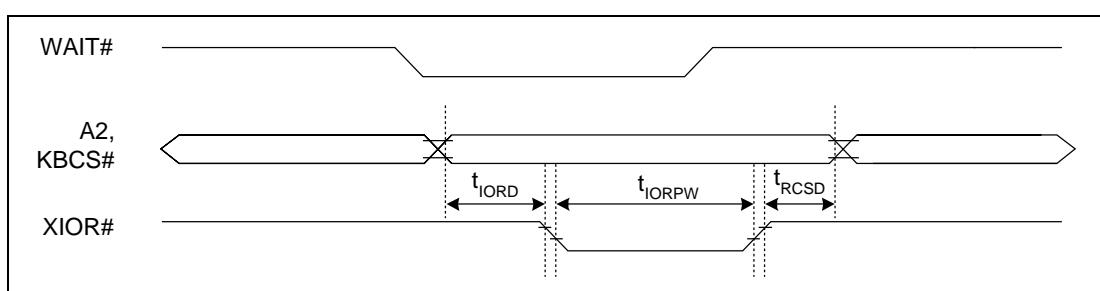 WAIT#
A2,
KBCS#
tIORD
tIORPW
tRCSD
XIOR#